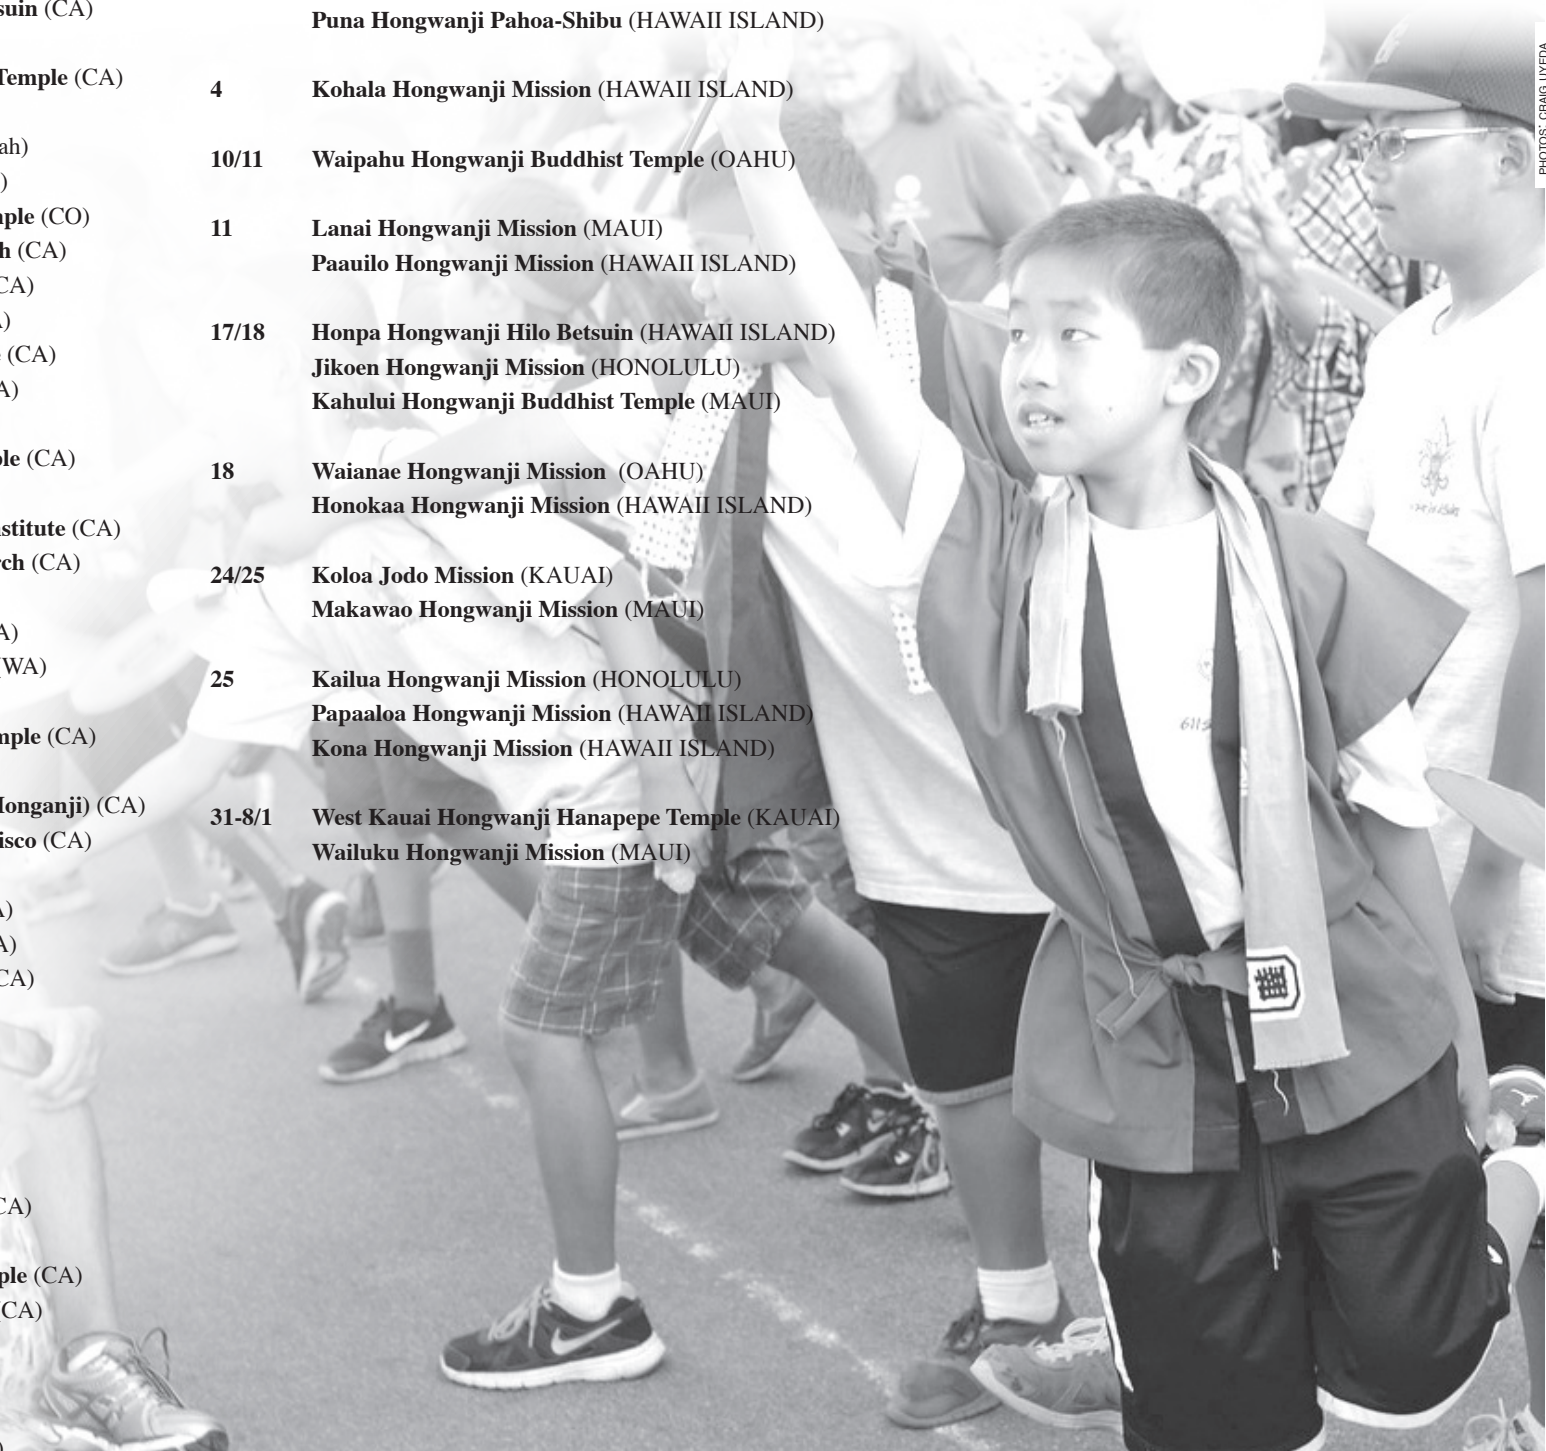 suin (CA)
Temple (CA)
ah)
)
ple (CO)
h (CA)
CA)
A)
(CA)
A)
ple (CA)
nstitute (CA)
rch (CA)
A)
WA)
mple (CA)
Honganji) (CA)
isco (CA)
A)
A)
CA)
CA)
ple (CA)
CA)
Puna Hongwanji Pahoa-Shibu (HAWAII ISLAND)
4 Kohala Hongwanji Mission (HAWAII ISLAND)
10/11 Waipahu Hongwanji Buddhist Temple (OAHU)
11 Lanai Hongwanji Mission (MAUI)
Paauilo Hongwanji Mission (HAWAII ISLAND)
17/18 Honpa Hongwanji Hilo Betsuin (HAWAII ISLAND)
Jikoen Hongwanji Mission (HONOLULU)
Kahului Hongwanji Buddhist Temple (MAUI)
18 Waianae Hongwanji Mission (OAHU)
Honokaa Hongwanji Mission (HAWAII ISLAND)
24/25 Koloa Jodo Mission (KAUAI)
Makawao Hongwanji Mission (MAUI)
25 Kailua Hongwanji Mission (HONOLULU)
Papaaloa Hongwanji Mission (HAWAII ISLAND)
Kona Hongwanji Mission (HAWAII ISLAND)
31-8/1 West Kauai Hongwanji Hanapepe Temple (KAUAI)
Wailuku Hongwanji Mission (MAUI)
PHOTOS: CRAIG UYEDA